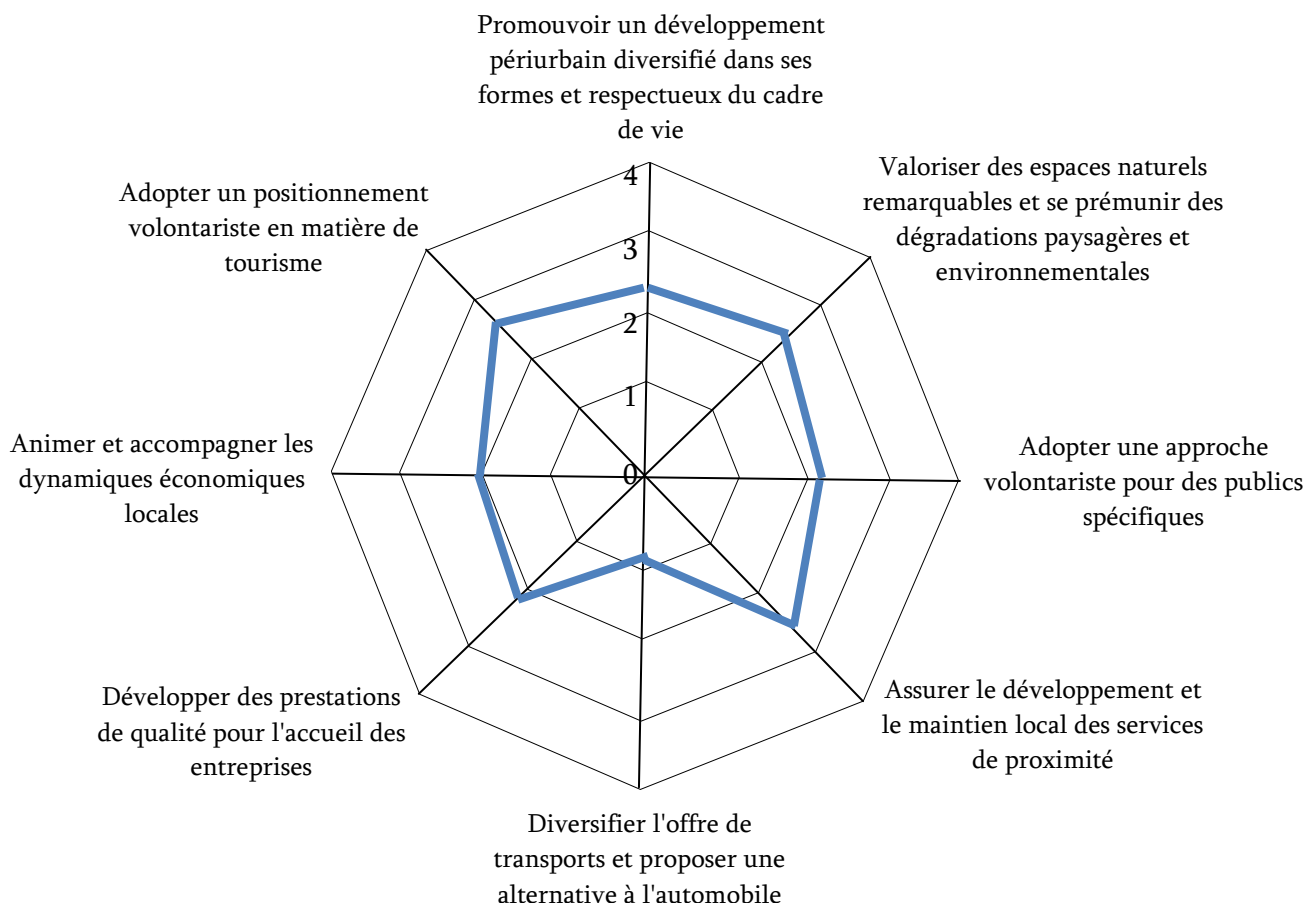 Promouvoir un développement
périurbain diversifié dans ses
formes et respectueux du cadre
de vie
Valoriser des espaces naturels
remarquables et se prémunir des
dégradations paysagères et
environnementales
Adopter une approche
volontariste pour des publics
spécifiques
Assurer le développement et
le maintien local des services
de proximité
Diversifier l'offre de
transports et proposer une
alternative à l'automobile
Développer des prestations
de qualité pour l'accueil des
entreprises
Animer et accompagner les
dynamiques économiques
locales
Adopter un positionnement
volontariste en matière de
tourisme
4
3
2
1
0